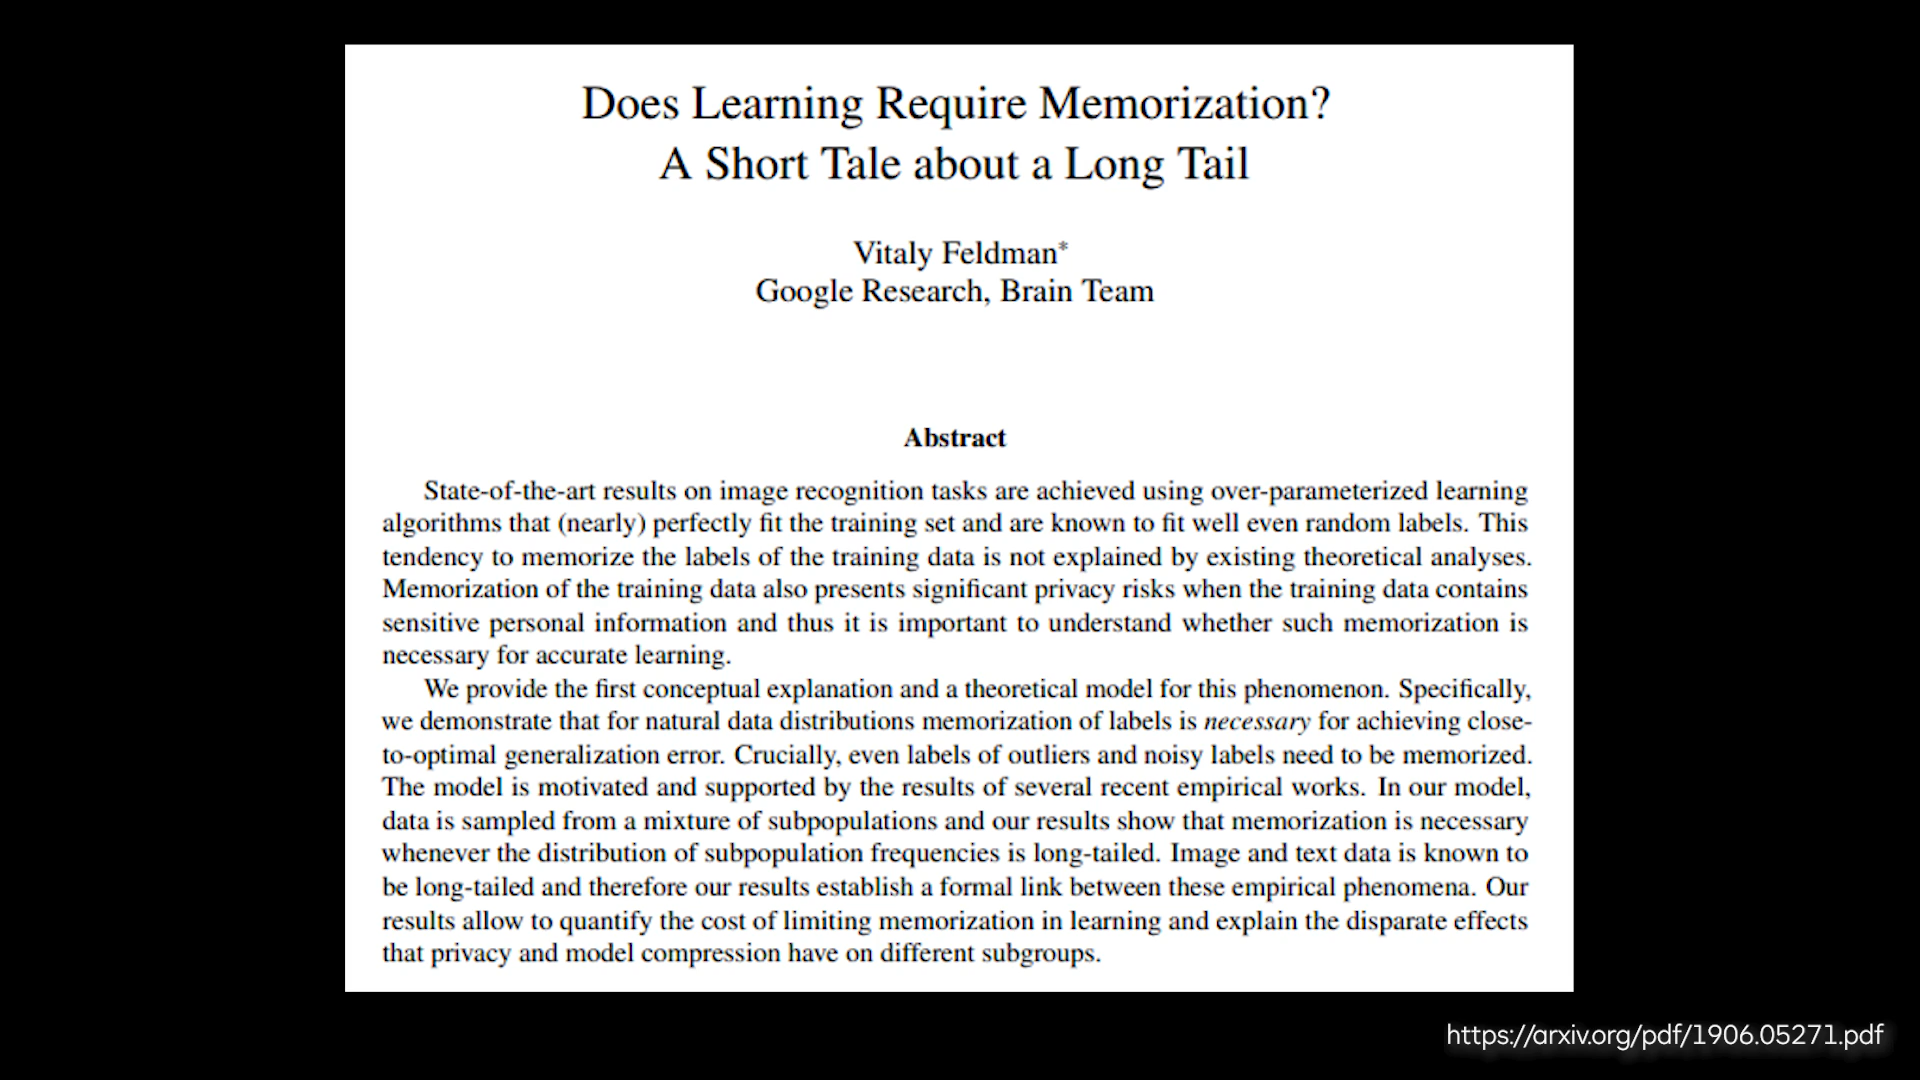 Does Learning Require Memorization?
A Short Tale about a Long Tail
Vitaly Feldman*
Google Research, Brain Team
Abstract
State-of-the-art results on image recognition tasks are achieved using over-parameterized learning
algorithms that (nearly) perfectly fit the training set and are known to fit well even random labels. This
tendency to memorize the labels of the training data is not explained by existing theoretical analyses.
Memorization of the training data also presents significant privacy risks when the training data contains
sensitive personal information and thus it is important to understand whether such memorization is
necessary for accurate learning.
We provide the first conceptual explanation and a theoretical model for this phenomenon. Specifically,
we demonstrate that for natural data distributions memorization of labels is necessary for achieving close-
to-optimal generalization error. Crucially, even labels of outliers and noisy labels need to be memorized.
The model is motivated and supported by the results of several recent empirical works. In our model,
data is sampled from a mixture of subpopulations and our results show that memorization is necessary
whenever the distribution of subpopulation frequencies is long-tailed. Image and text data is known to
be long-tailed and therefore our results establish a formal link between these empirical phenomena. Our
results allow to quantify the cost of limiting memorization in learning and explain the disparate effects
that privacy and model compression have on different subgroups.
https://arxiv.org/pdf/1906.05271.pdf